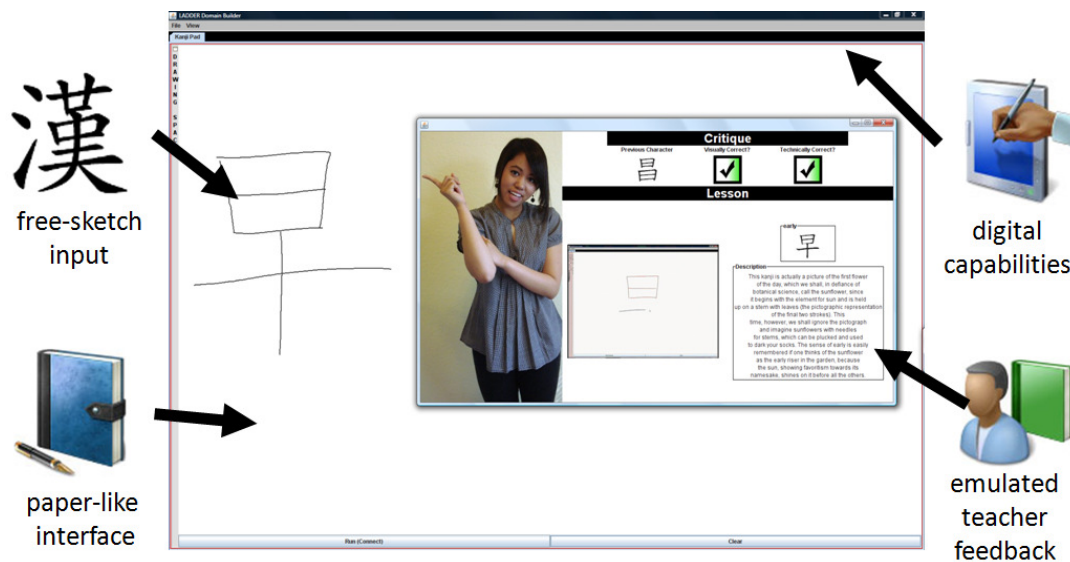 LADDER Domain Builder
File View
Kanji Pad
DRAWING SPA
漢
free-sketch
input
paper-like
interface
Critique
Previous Character
Visually Correct?
Technically Correct?
昌
Lesson
early
早
Description
This kanji is actually a picture of the first flower
of the day, which we shall, in defiance of
botanical science, call the sunflower, since
it begins with the element for sun and is held
up on a stem with leaves (the pictographic representation
of the final two strokes). This
time, however, we shall ignore the pictograph
and imagine sunflowers with needles
for stems, which can be plucked and used
to dark your socks. The sense of early is easily
remembered if one thinks of the sunflower
as the early riser in the garden, because
the sun, showing favoritism towards its
namesake, shines on it before all the others.
digital
capabilities
emulated
teacher
feedback
Run (Connect)
Clear